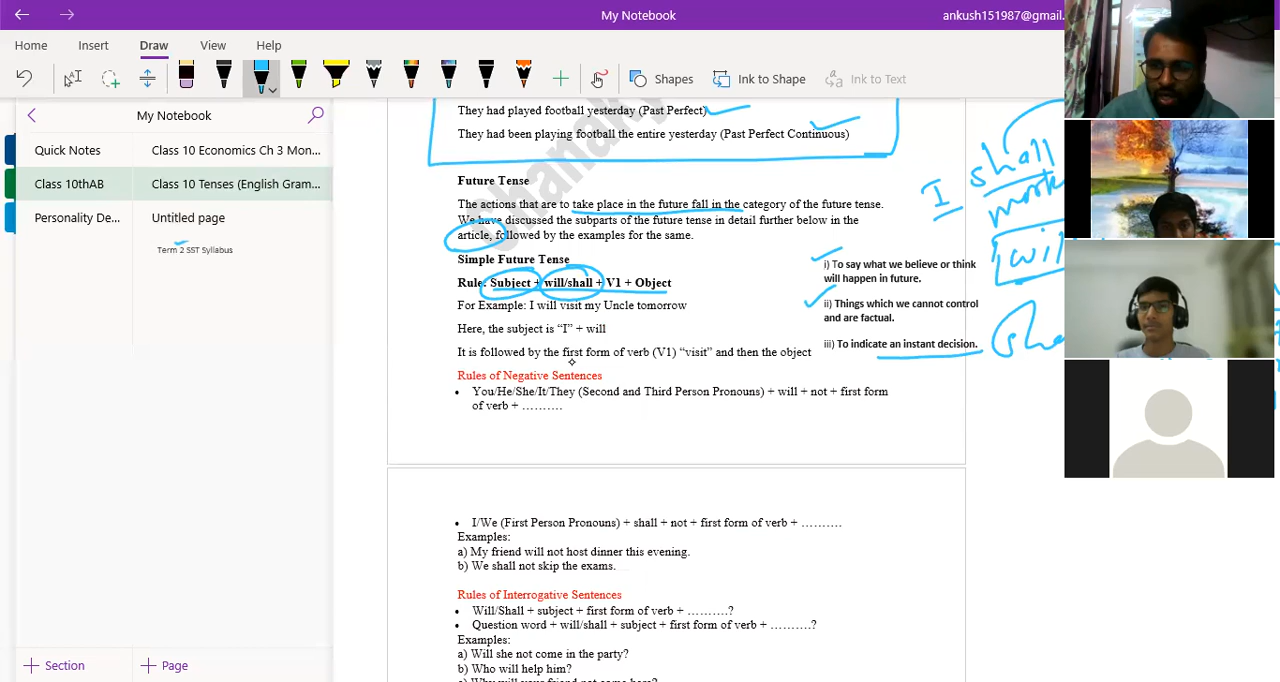 My Notebook
ankush151987@gmail.
Home Insert Draw View Help
Shapes Ink to Shape Ink to Text
My Notebook
Quick Notes
Class 10thAB
Personality De...
Class 10 Economics Ch 3 Mon...
Class 10 Tenses (English Gram...
Untitled page
Term 2 SST Syllabus
Section
Page
They had played football yesterday (Past Perfect)
They had been playing football the entire yesterday (Past Perfect Continuous)
Future Tense
The actions that are to take place in the future fall in the category of the future tense.
We have discussed the subparts of the future tense in detail further below in the
article, followed by the examples for the same.
Simple Future Tense
Rule: Subject + will/shall + V1 + Object
For Example: I will visit my Uncle tomorrow
Here, the subject is “I” + will
It is followed by the first form of verb (V1) “visit” and then the object
Rules of Negative Sentences
• You/He/She/It/They (Second and Third Person Pronouns) + will + not + first form
of verb + ……….
i) To say what we believe or think
will happen in future.
ii) Things which we cannot control
and are factual.
iii) To indicate an instant decision.
I shall
will
Sha
• I/We (First Person Pronouns) + shall + not + first form of verb + ……….
Examples:
a) My friend will not host dinner this evening.
b) We shall not skip the exams.
Rules of Interrogative Sentences
• Will/Shall + subject + first form of verb + ……….?
• Question word + will/shall + subject + first form of verb + ……….?
Examples:
a) Will she not come in the party?
b) Who will help him?
c) Why will your friend not come here?